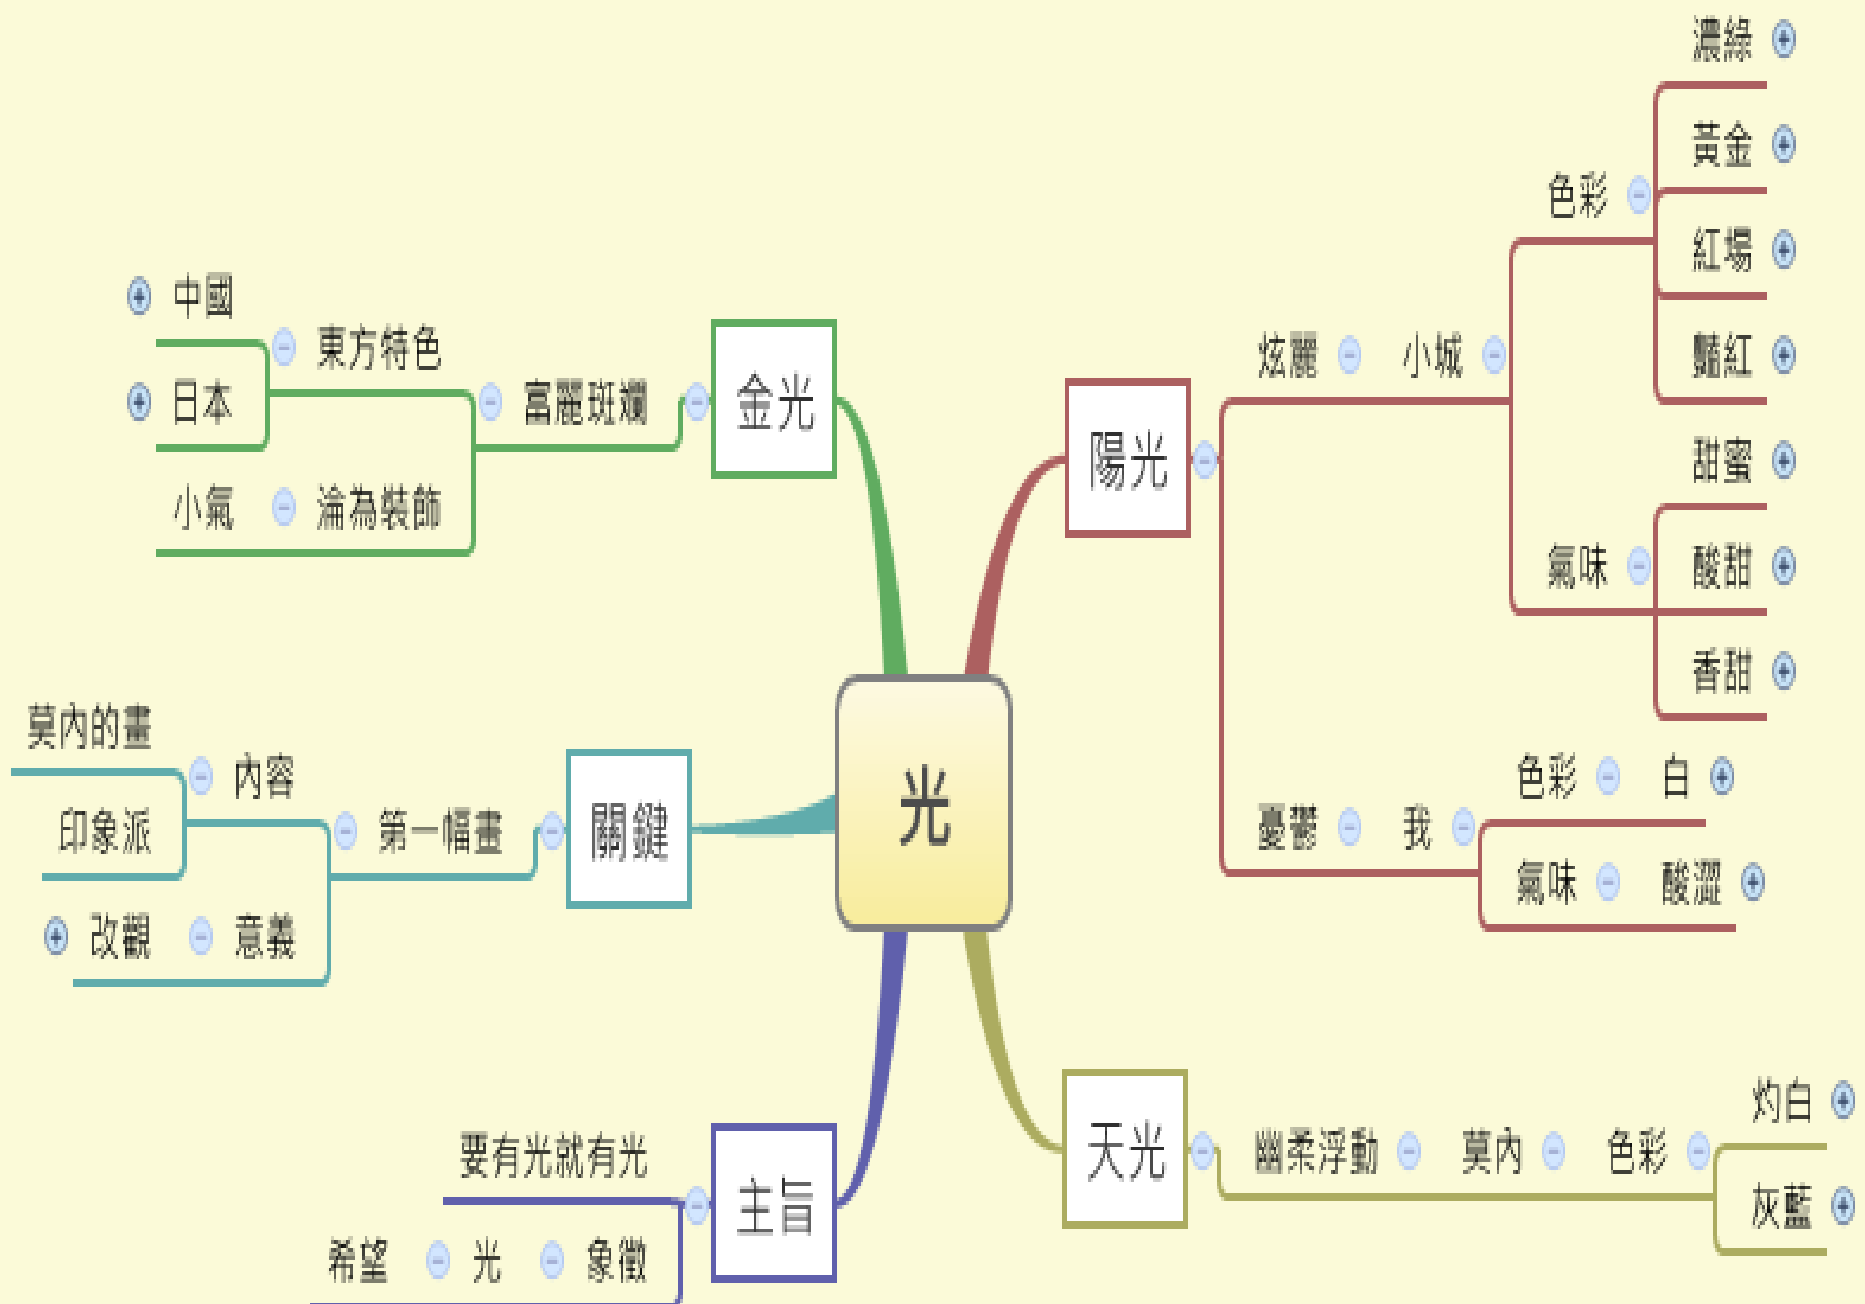 光
陽光
炫麗
小城
色彩
濃綠
黃金
紅場
豔紅
氣味
甜蜜
酸甜
香甜
憂鬱
我
色彩
白
氣味
酸澀
天光
幽柔浮動
莫內
色彩
灼白
灰藍
金光
富麗斑斕
東方特色
中國
日本
淪為裝飾
小氣
關鍵
第一幅畫
內容
莫內的畫
印象派
意義
改觀
主旨
要有光就有光
象徵
光
希望